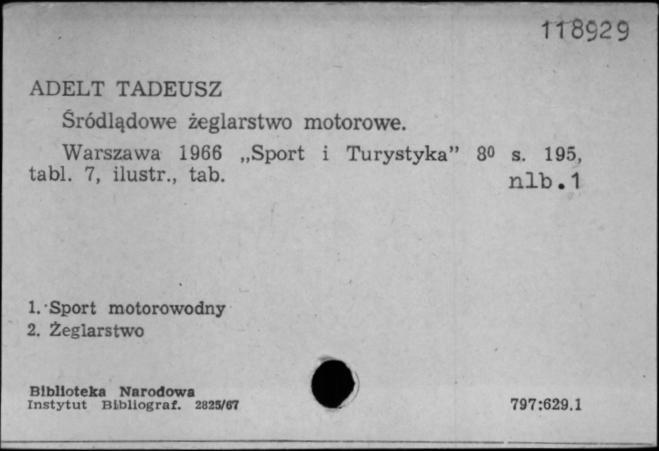 118929
ADELT TADEUSZ
Śródlądowe żeglarstwo motorowe.
Warszawa 1966 „Sport i Turystyka” 8⁰ s. 195,
tabl. 7, ilustr., tab.
nlb.1
1. Sport motorowodny
2. Żeglarstwo
Biblioteka Narodowa
Instytut Bibliograf. 2825/67
797:629.1